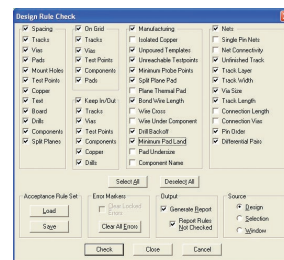 Design Rule Check
Spacing
Tracks
Vias
Pads
Mount Holes
Test Points
Copper
Text
Board
Drills
Components
Split Planes
On Grid
Tracks
Vias
Test Points
Components
Pads
Keep In/Out
Tracks
Vias
Test Points
Components
Copper
Drills
Manufacturing
Isolated Copper
Unpoured Templates
Unreachable Testpoints
Minimum Probe Points
Split Plane Pad
Plane Thermal Pad
Bond Wire Length
Wire Cross
Wire Under Component
Drill Backoff
Minimum Pad Land
Pad Undersize
Component Name
Nets
Single Pin Nets
Net Connectivity
Unfinished Track
Track Layer
Track Width
Via Size
Track Length
Connection Length
Connection Vias
Pin Order
Differential Pairs
Select All
Deselect All
Acceptance Rule Set
Load
Save
Error Markers
Clear Locked Errors
Clear All Errors
Output
Generate Report
Report Rules Not Checked
Source
Design
Selection
Window
Check
Close
Cancel